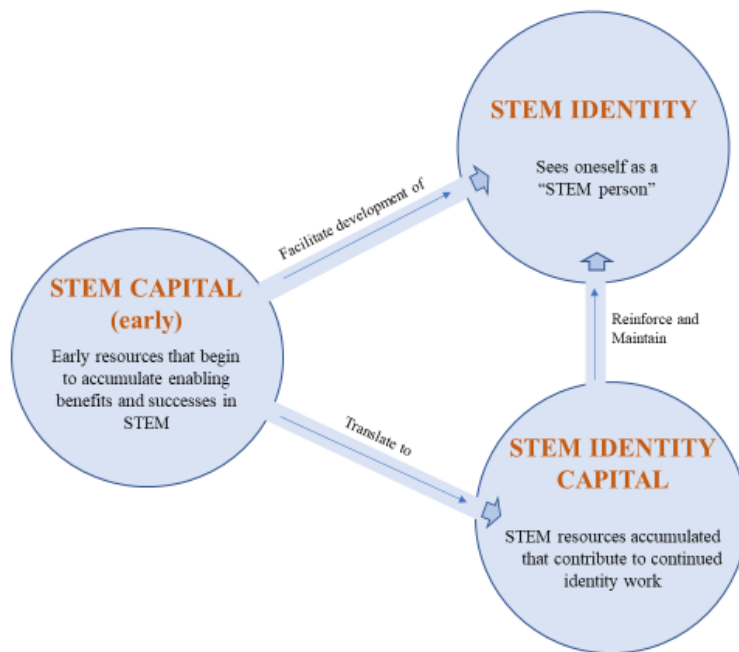 STEM IDENTITY
Sees oneself as a
“STEM person”
Facilitate development of
STEM CAPITAL
(early)
Early resources that begin
to accumulate enabling
benefits and successes in
STEM
Reinforce and
Maintain
Translate to
STEM IDENTITY
CAPITAL
STEM resources accumulated
that contribute to continued
identity work